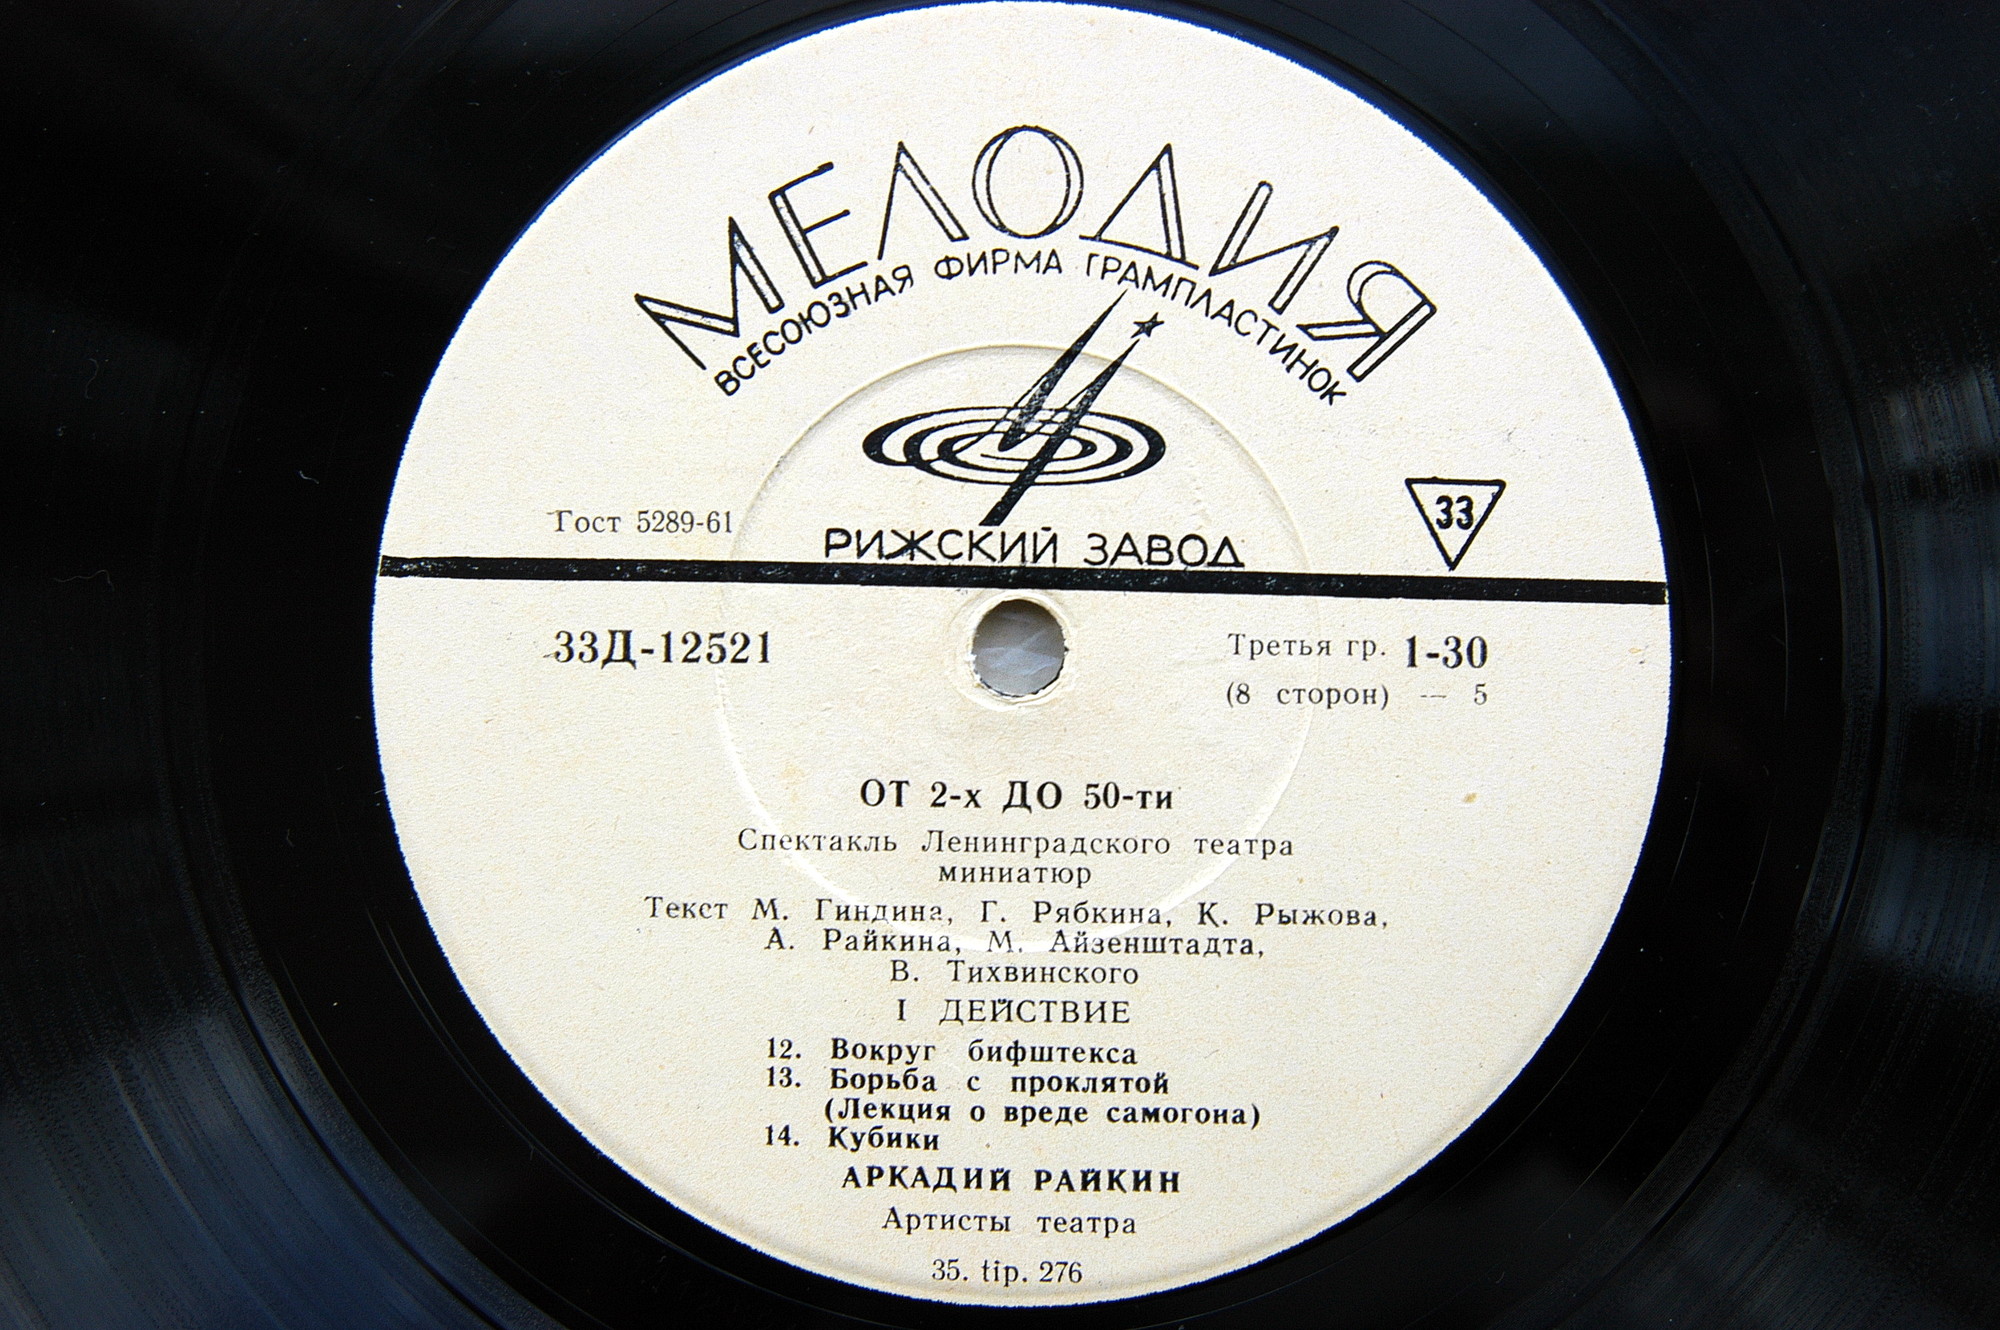 МЕЛОДИЯ
ВСЕСОЮЗНАЯ ФИРМА ГРАМПЛАСТИНОК
Гост 5289-61
РИЖСКИЙ ЗАВОД
33
33Д-12521
Третья гр. 1-30
(8 сторон) — 5
ОТ 2-х ДО 50-ти
Спектакль Ленинградского театра
миниатюр
Текст М. Гиндина, Г. Рябкина, К. Рыжова,
А. Райкина, М. Айзенштадта,
В. Тихвинского
I ДЕЙСТВИЕ
12. Вокруг бифштекса
13. Борьба с проклятой
(Лекция о вреде самогона)
14. Кубики
АРКАДИЙ РАЙКИН
Артисты театра
35. tip. 276